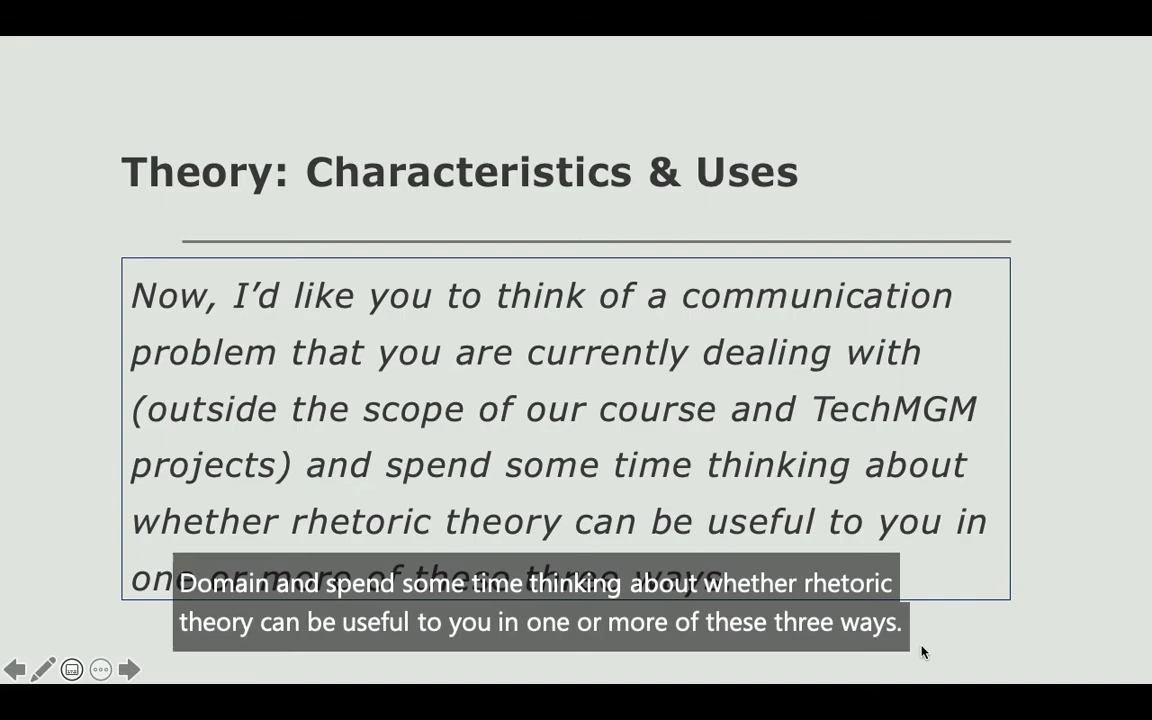 Theory: Characteristics & Uses
Now, I’d like you to think of a communication
problem that you are currently dealing with
(outside the scope of our course and TechMGM
projects) and spend some time thinking about
whether rhetoric theory can be useful to you in
one or more of these three ways.
Domain and spend some time thinking about whether rhetoric
theory can be useful to you in one or more of these three ways.